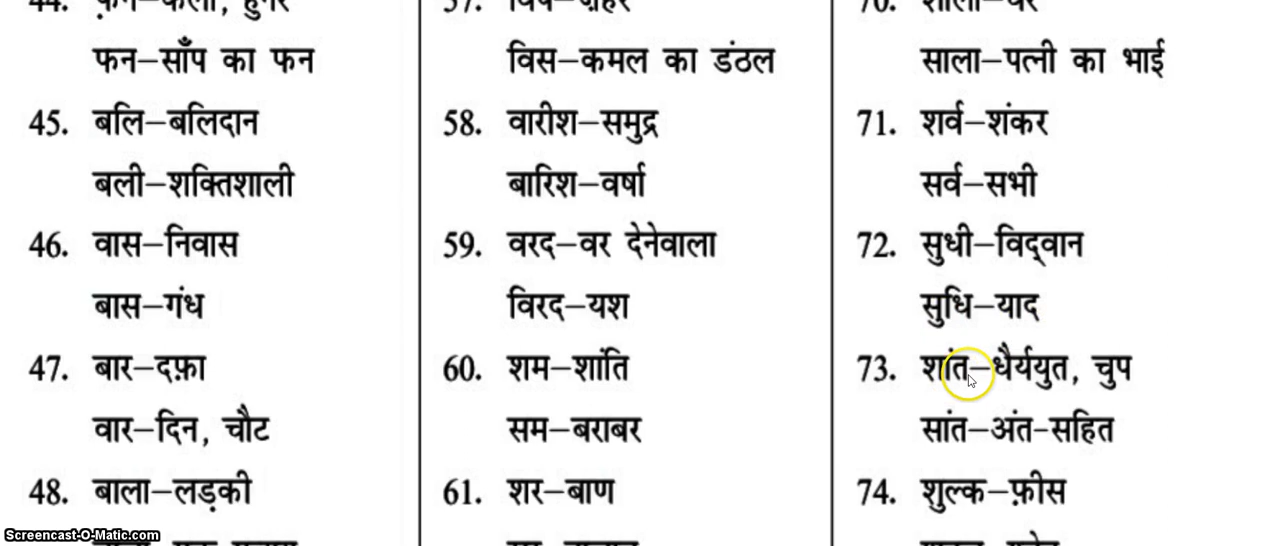 फन–साँप का फन
45. बलि–बलिदान
बली–शक्तिशाली
46. वास–निवास
बास–गंध
47. बार–दफ़ा
वार–दिन, चौट
48. बाला–लड़की
विस–कमल का डंठल
58. वारीश–समुद्र
बारिश–वर्षा
59. वरद–वर देनेवाला
विरद–यश
60. शम–शांति
सम–बराबर
61. शर–बाण
साला–पत्नी का भाई
71. शर्व–शंकर
सर्व–सभी
72. सुधी–विद्‌वान
सुधि–याद
73. शांत–धैर्ययुत, चुप
सांत–अंत-सहित
74. शुल्क–फ़ीस
Screencast-O-Matic.com